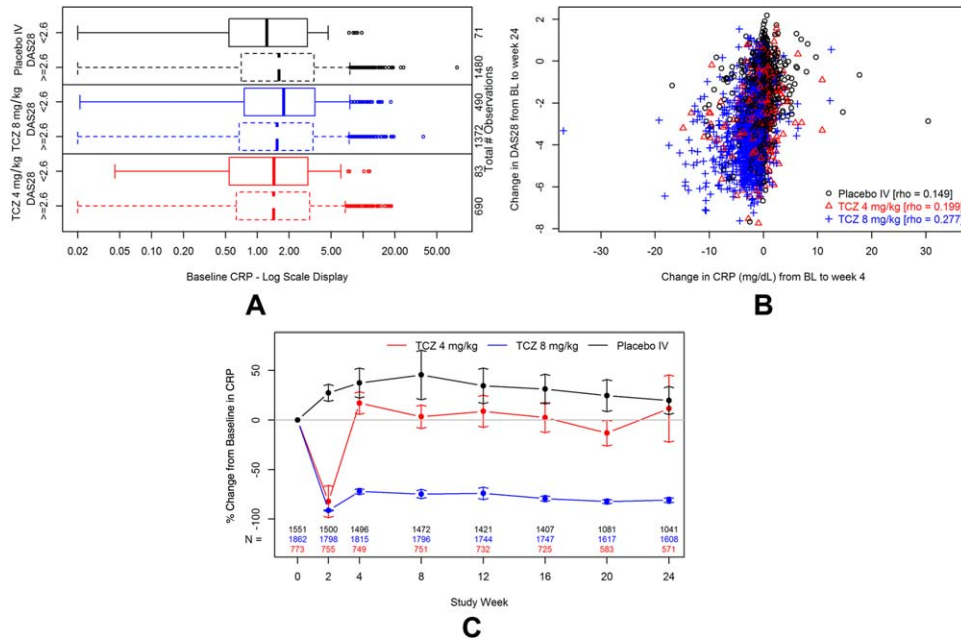 Placebo IV
DAS28
>=2.6
<2.6
TCZ 8 mg/kg
DAS28
>=2.6
<2.6
TCZ 4 mg/kg
DAS28
>=2.6
<2.6
71
1480
490
1372
83
690
Total # Observations
0.02
0.05
0.10
0.20
0.50
1.00
2.00
5.00
10.00
20.00
50.00
Baseline CRP - Log Scale Display
A
Change in DAS28 from BL to week 24
2
0
-2
-4
-6
-8
Placebo IV [rho = 0.149]
TCZ 4 mg/kg [rho = 0.199]
TCZ 8 mg/kg [rho = 0.277]
-30
-20
-10
0
10
20
30
Change in CRP (mg/dL) from BL to week 4
B
TCZ 4 mg/kg TCZ 8 mg/kg Placebo IV
% Change from Baseline in CRP
50
0
-50
-100
1551 1500 1496 1472 1421 1407 1081 1041
N = 1862 1798 1815 1796 1744 1747 1617 1608
773 755 749 751 732 725 583 571
0 2 4 8 12 16 20 24
Study Week
C